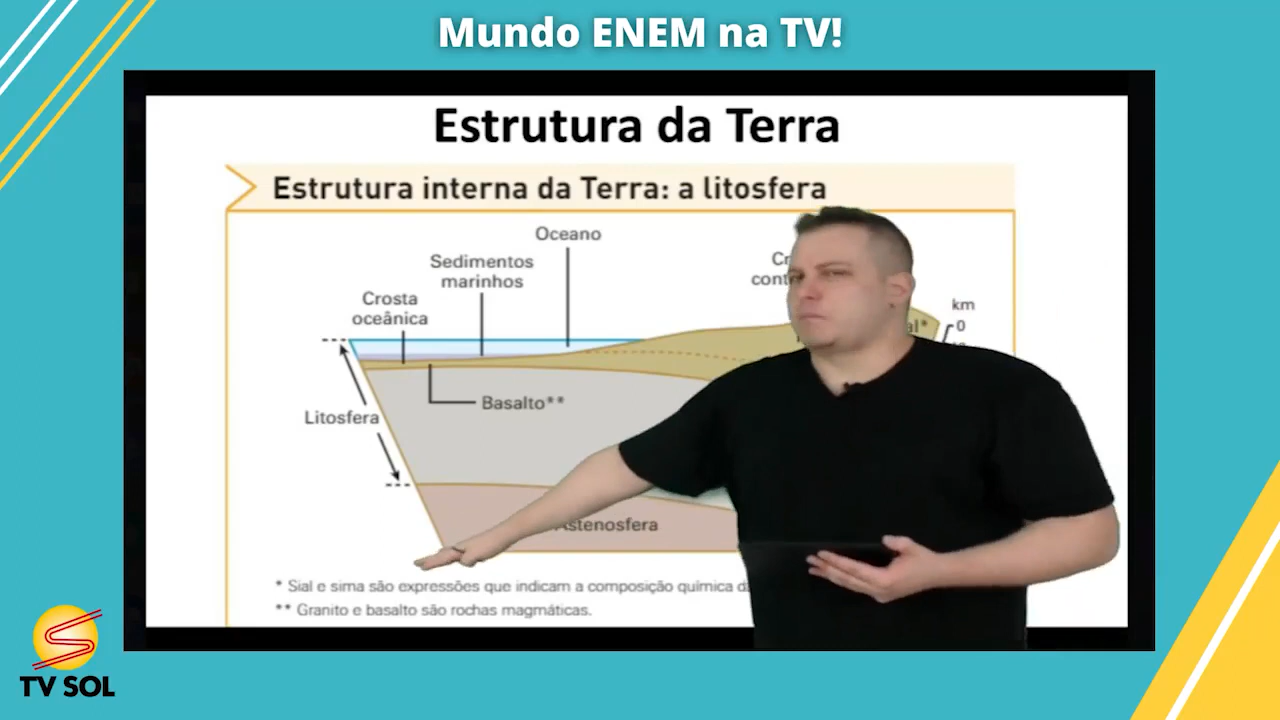 Mundo ENEM na TV!
Estrutura da Terra
Estrutura interna da Terra: a litosfera
Oceano
Sedimentos
marinhos
Crosta
oceânica
km
0
Basalto**
Litosfera
Astenosfera
* Sial e sima são expressões que indicam a composição química
** Granito e basalto são rochas magmáticas.
TV SOL